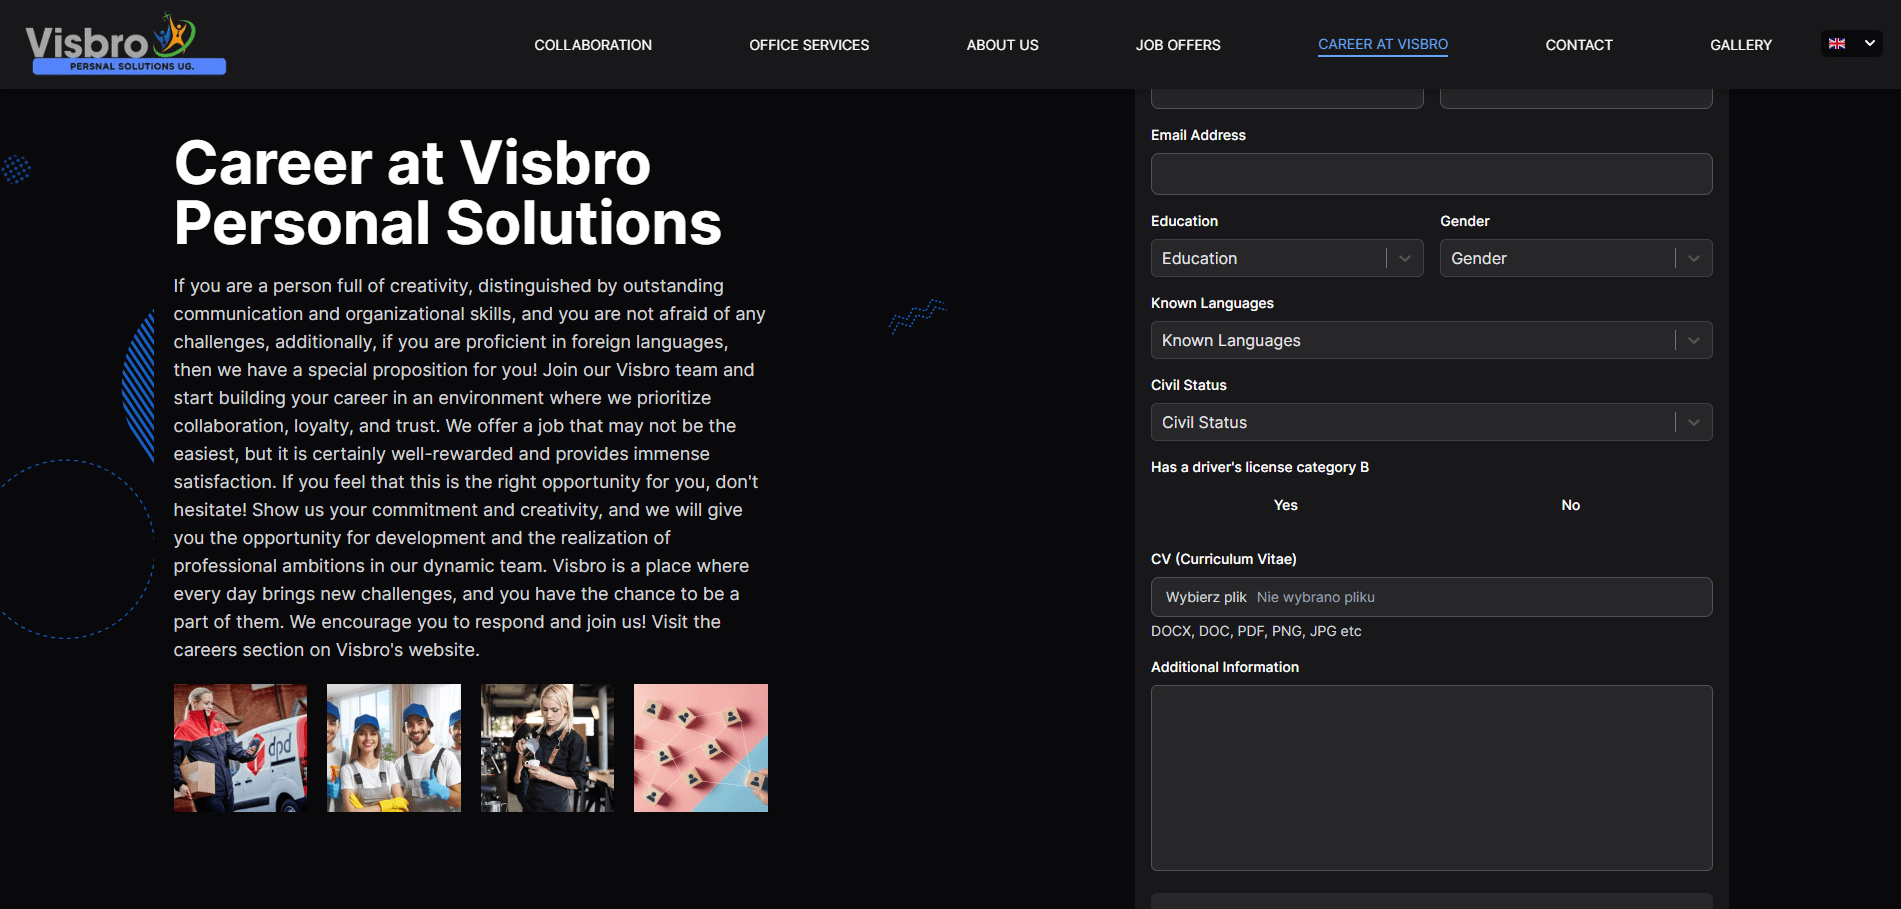 Visbro
PERSNAL SOLUTIONS UG.
COLLABORATION
OFFICE SERVICES
ABOUT US
JOB OFFERS
CAREER AT VISBRO
CONTACT
GALLERY
Career at Visbro
Personal Solutions
If you are a person full of creativity, distinguished by outstanding
communication and organizational skills, and you are not afraid of any
challenges, additionally, if you are proficient in foreign languages,
then we have a special proposition for you! Join our Visbro team and
start building your career in an environment where we prioritize
collaboration, loyalty, and trust. We offer a job that may not be the
easiest, but it is certainly well-rewarded and provides immense
satisfaction. If you feel that this is the right opportunity for you, don't
hesitate! Show us your commitment and creativity, and we will give
you the opportunity for development and the realization of
professional ambitions in our dynamic team. Visbro is a place where
every day brings new challenges, and you have the chance to be a
part of them. We encourage you to respond and join us! Visit the
careers section on Visbro's website.
dpd
Email Address
Education
Gender
Education
Gender
Known Languages
Known Languages
Civil Status
Civil Status
Has a driver's license category B
Yes
No
CV (Curriculum Vitae)
Wybierz plik Nie wybrano pliku
DOCX, DOC, PDF, PNG, JPG etc
Additional Information